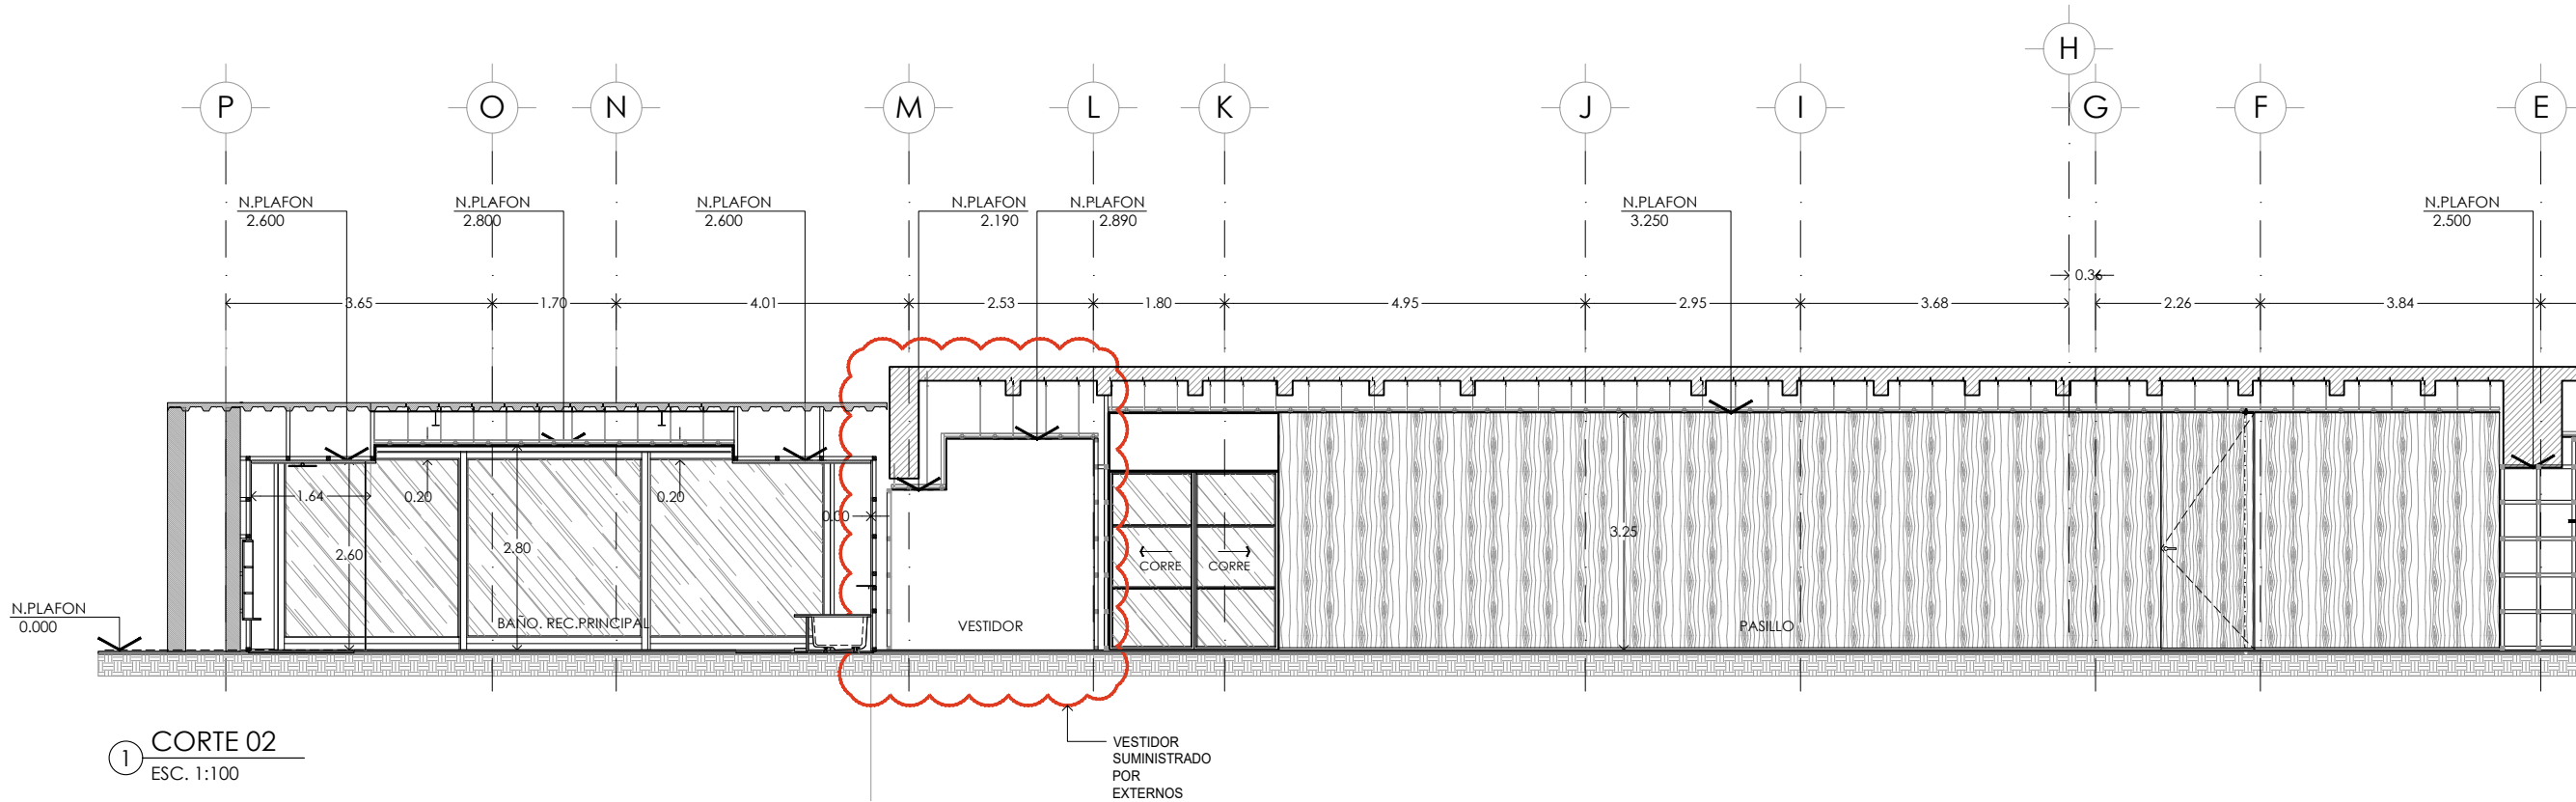 H
P
O
N
M
L
K
J
I
G
F
E
N.PLAFON
2.600
N.PLAFON
2.800
N.PLAFON
2.600
N.PLAFON
2.190
N.PLAFON
2.890
N.PLAFON
3.250
N.PLAFON
2.500
0.36
3.65
1.70
4.01
2.53
1.80
4.95
2.95
3.68
2.26
3.84
1.64
0.20
0.20
0.00
2.60
2.80
3.25
CORRE
CORRE
N.PLAFON
0.000
BAÑO. REC.PRINCIPAL
VESTIDOR
PASILLO
1
CORTE 02
ESC. 1:100
VESTIDOR
SUMINISTRADO
POR
EXTERNOS